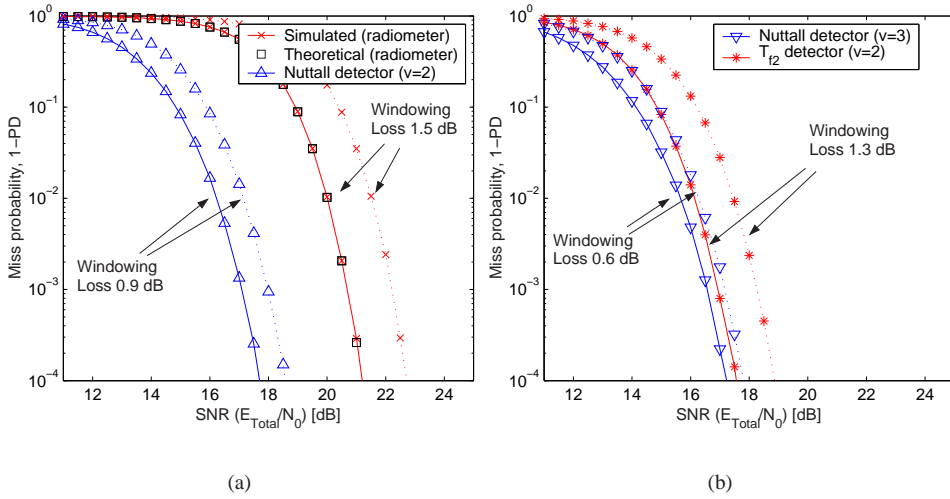 10^0
10^-1
10^-2
10^-3
10^-4
Miss probability, 1-PD
12 14 16 18 20 22 24
SNR (E_Total/N_0) [dB]
Simulated (radiometer)
Theoretical (radiometer)
Nuttall detector (v=2)
Windowing
Loss 1.5 dB
Windowing
Loss 0.9 dB
(a)
10^0
10^-1
10^-2
10^-3
10^-4
Miss probability, 1-PD
12 14 16 18 20 22 24
SNR (E_Total/N_0) [dB]
Nuttall detector (v=3)
T_f2 detector (v=2)
Windowing
Loss 1.3 dB
Windowing
Loss 0.6 dB
(b)